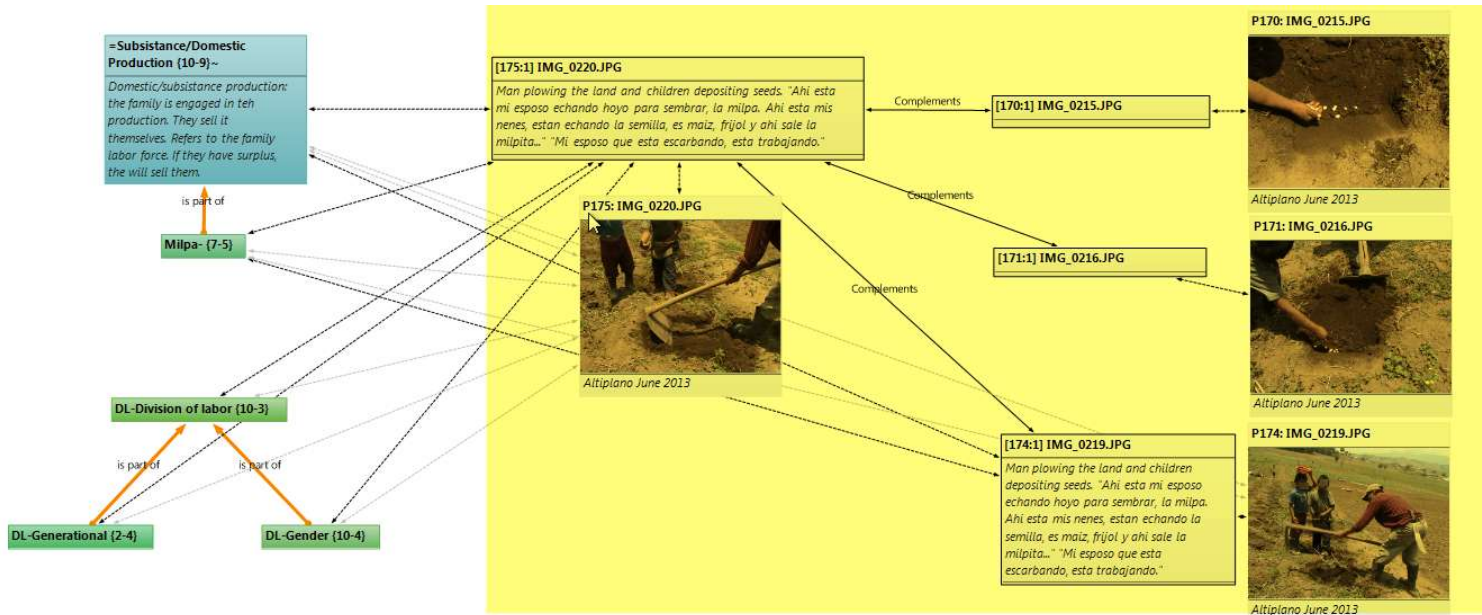 =Subsistance/Domestic
Production {10-9}~
Domestic/subsistance production:
the family is engaged in teh
production. They sell it
themselves. Refers to the family
labor force. If they have surplus,
the will sell them.
is part of
Milpa- {7-5}
DL-Division of labor {10-3}
is part of
is part of
DL-Generational {2-4}
DL-Gender {10-4}
[175:1] IMG_0220.JPG
Man plowing the land and children depositing seeds. "Ahi esta
mi esposo echando hoyo para sembrar, la milpa. Ahi esta mis
nenes, estan echando la semilla, es maiz, frijol y ahi sale la
milpita..." "Mi esposo que esta escarbando, esta trabajando."
P175: IMG_0220.JPG
Altiplano June 2013
Complements
Complements
Complements
[170:1] IMG_0215.JPG
[171:1] IMG_0216.JPG
[174:1] IMG_0219.JPG
Man plowing the land and children
depositing seeds. "Ahi esta mi esposo
echando hoyo para sembrar, la milpa.
Ahi esta mis nenes, estan echando la
semilla, es maiz, frijol y ahi sale la
milpita..." "Mi esposo que esta
escarbando, esta trabajando."
P170: IMG_0215.JPG
Altiplano June 2013
P171: IMG_0216.JPG
Altiplano June 2013
P174: IMG_0219.JPG
Altiplano June 2013